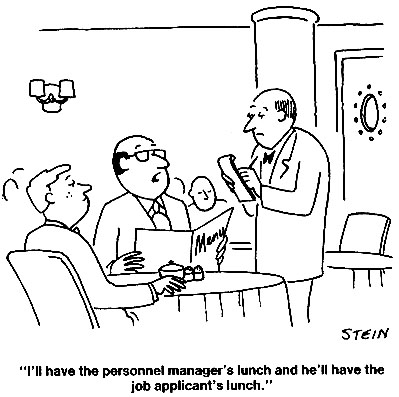 Menu
STEIN
"I'll have the personnel manager's lunch and he'll have the
job applicant's lunch."